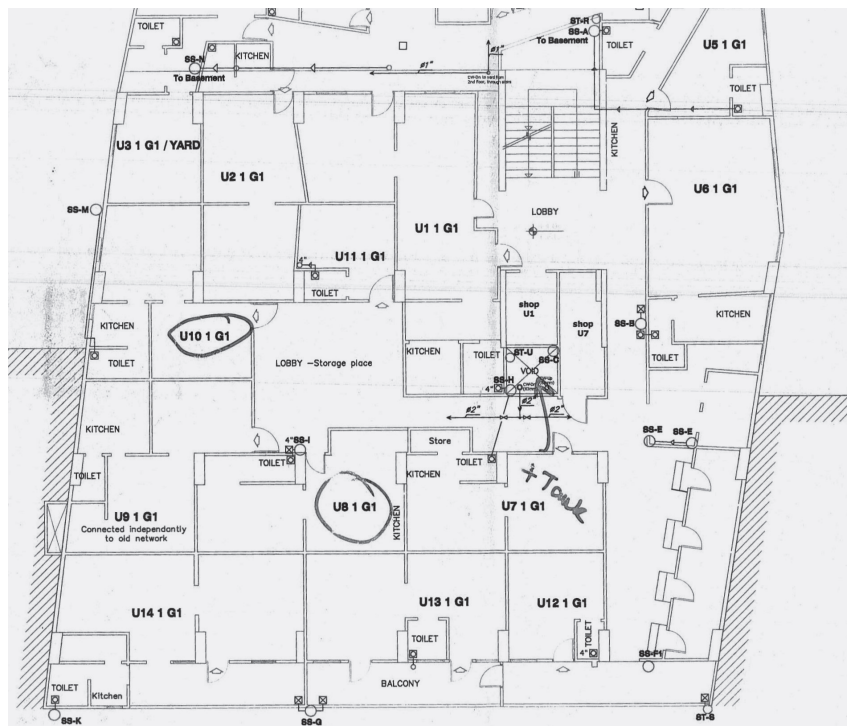 ST-R
TOILET
KITCHEN
Ø1"
SS-A
TOILET
U5 1 G1
SS-N
To Basement
To Basement
Ø1"
TOILET
KITCHEN
U3 1 G1 / YARD
U2 1 G1
U6 1 G1
SS-M
LOBBY
U1 1 G1
U11 1 G1
4"
TOILET
shop
U1
shop
U7
KITCHEN
SS-B
KITCHEN
U10 1 G1
TOILET
LOBBY -Storage place
KITCHEN
TOILET
ST-U
SS-C
TOILET
VOID
SS-H
4"
Ø2"
Ø2"
Ø2"
KITCHEN
4"
SS-I
Store
SS-E
SS-E
TOILET
TOILET
KITCHEN
TOILET
+ Tank
U9 1 G1
U8 1 G1
KITCHEN
U7 1 G1
Connected independantly
to old network
U14 1 G1
U13 1 G1
U12 1 G1
TOILET
TOILET
4"
SS-F1
TOILET
Kitchen
BALCONY
SS-K
SS-G
ST-S